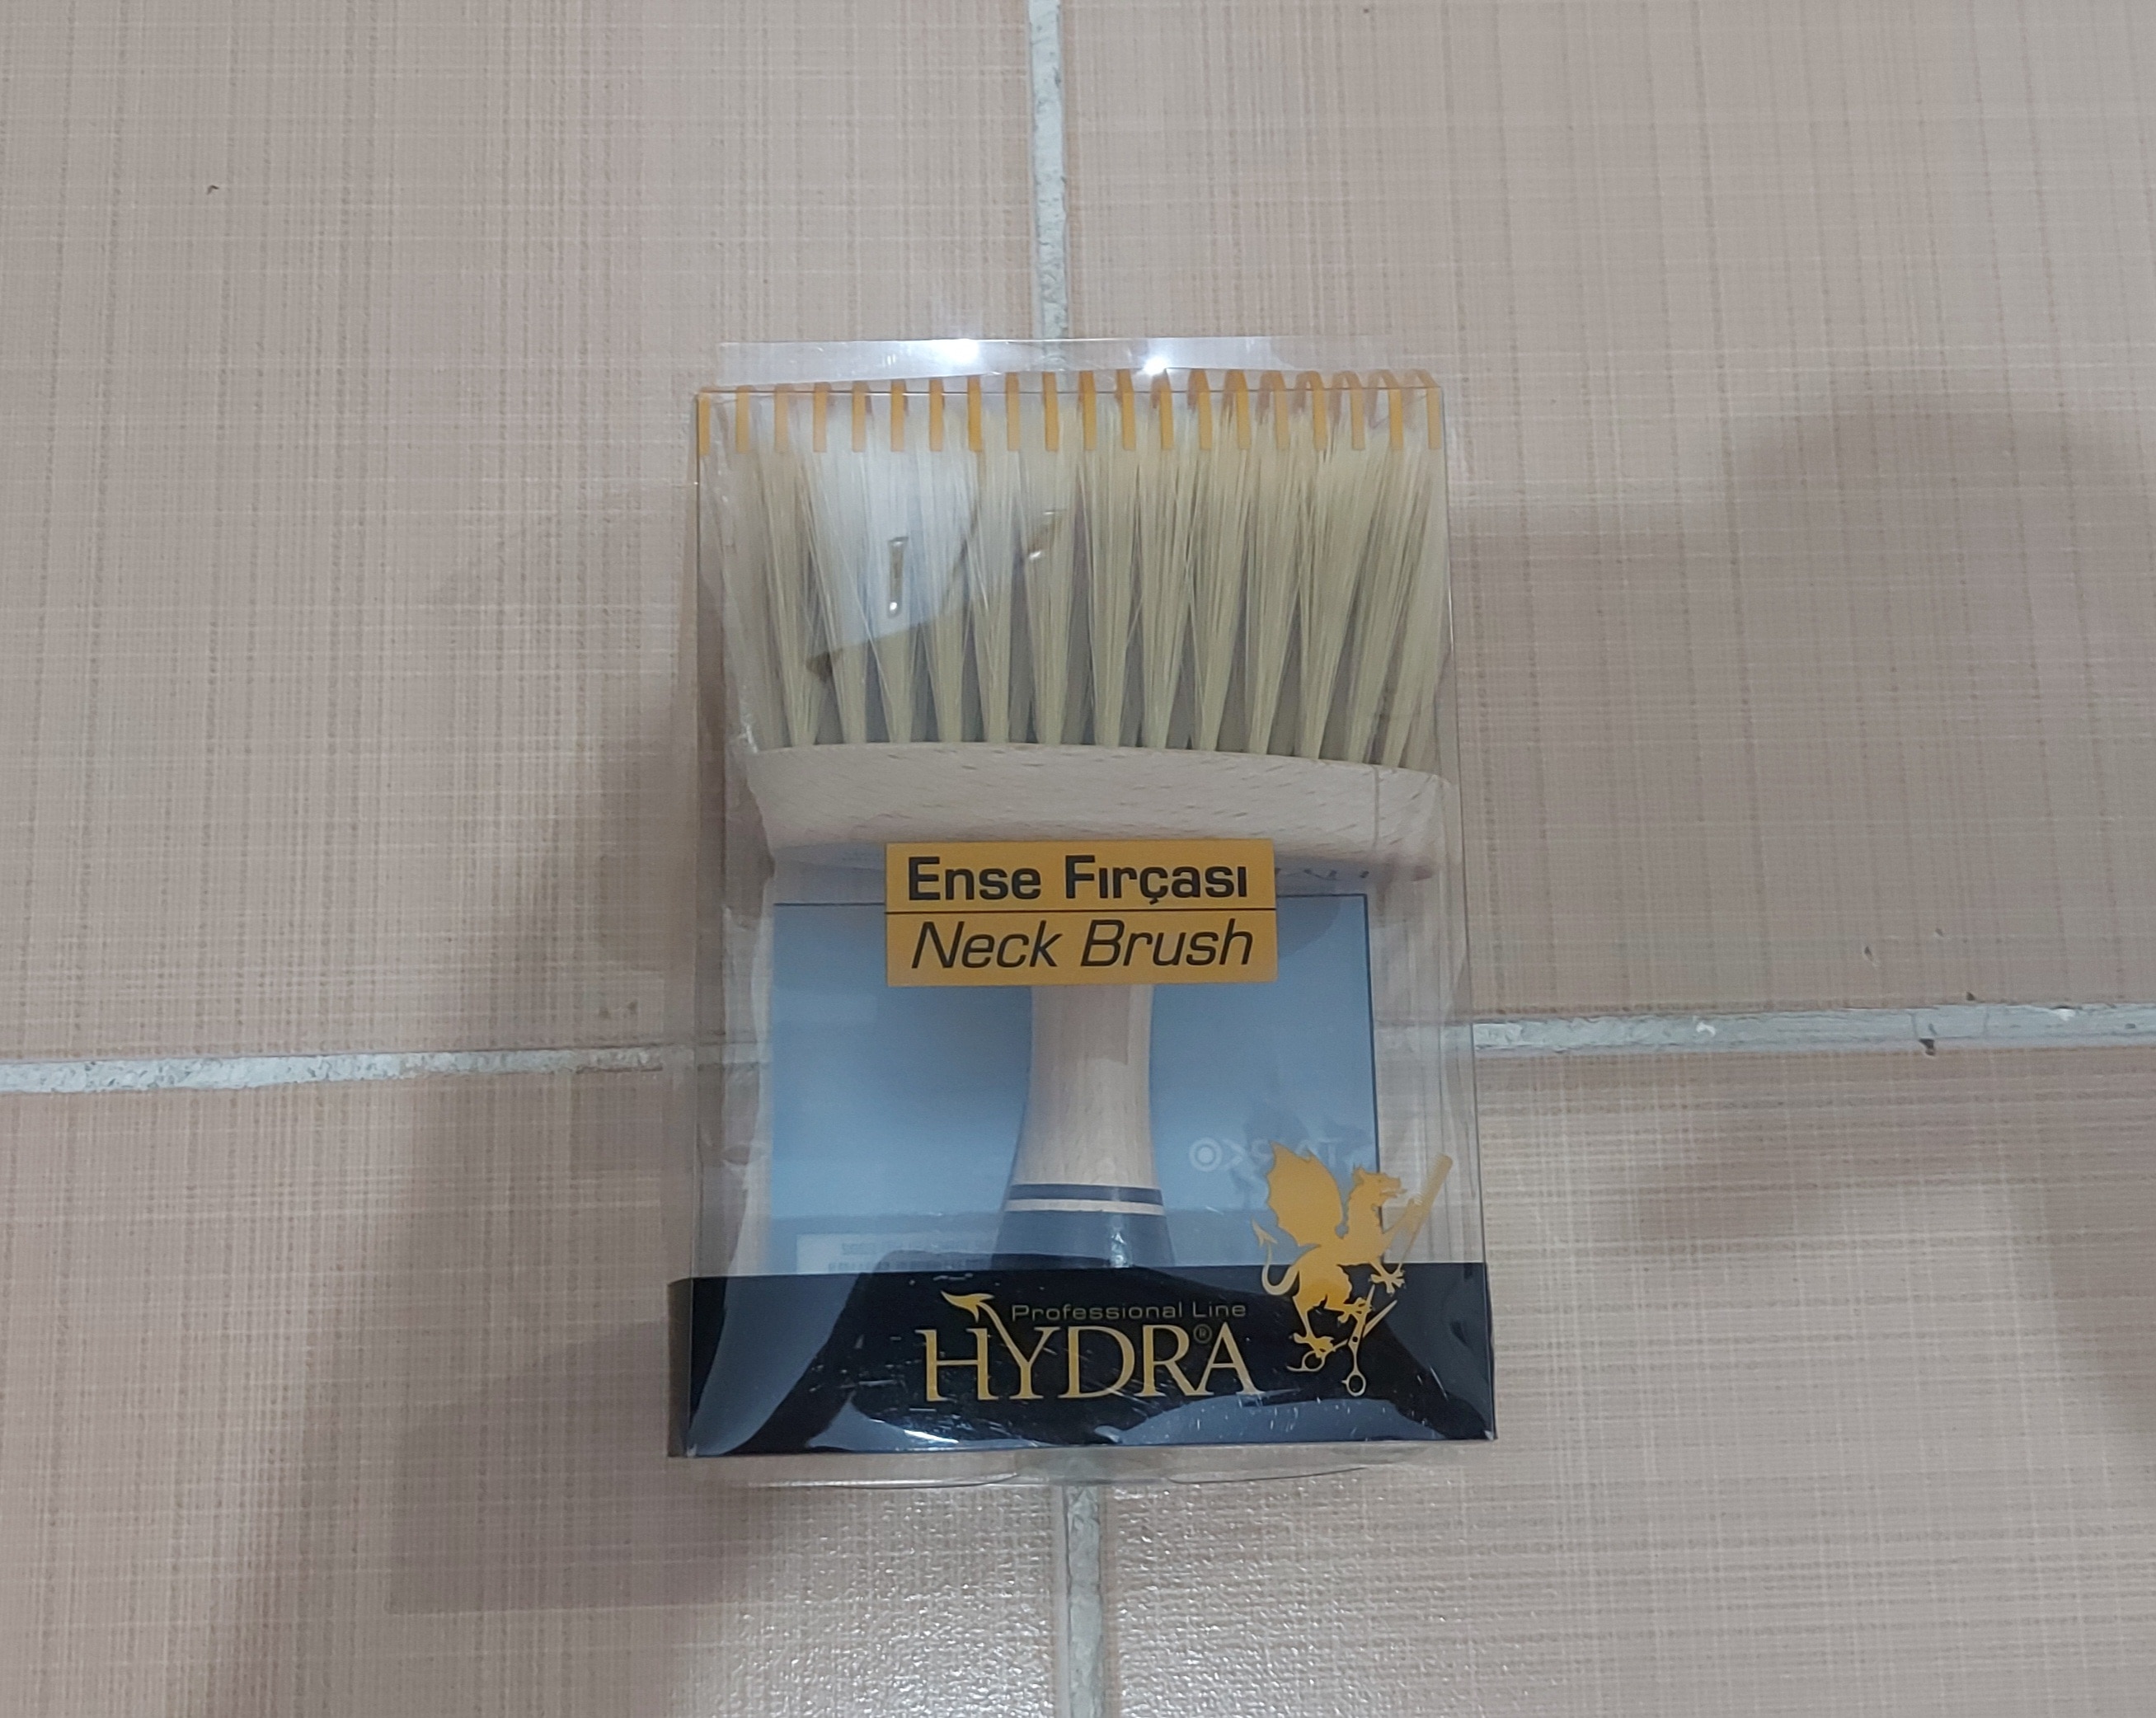 Ense Fırçası
Neck Brush
Professional Line
HYDRA®